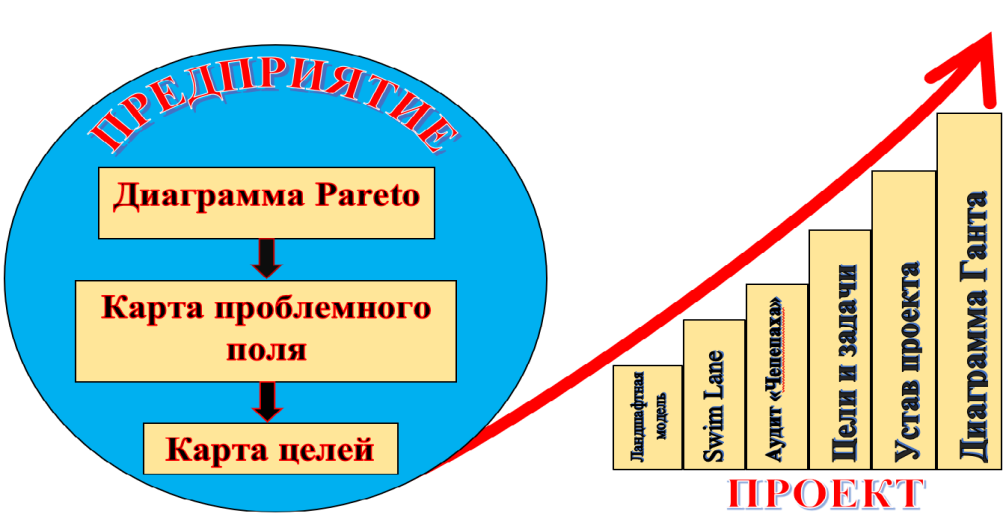 ПРЕДПРИЯТИЕ
Диаграмма Pareto
Карта проблемного
поля
Карта целей
Ландшафтная
модель
Swim Lane
Аудит «Чепепаха»
Цели и задачи
Устав проекта
Диаграмма Ганта
ПРОЕКТ